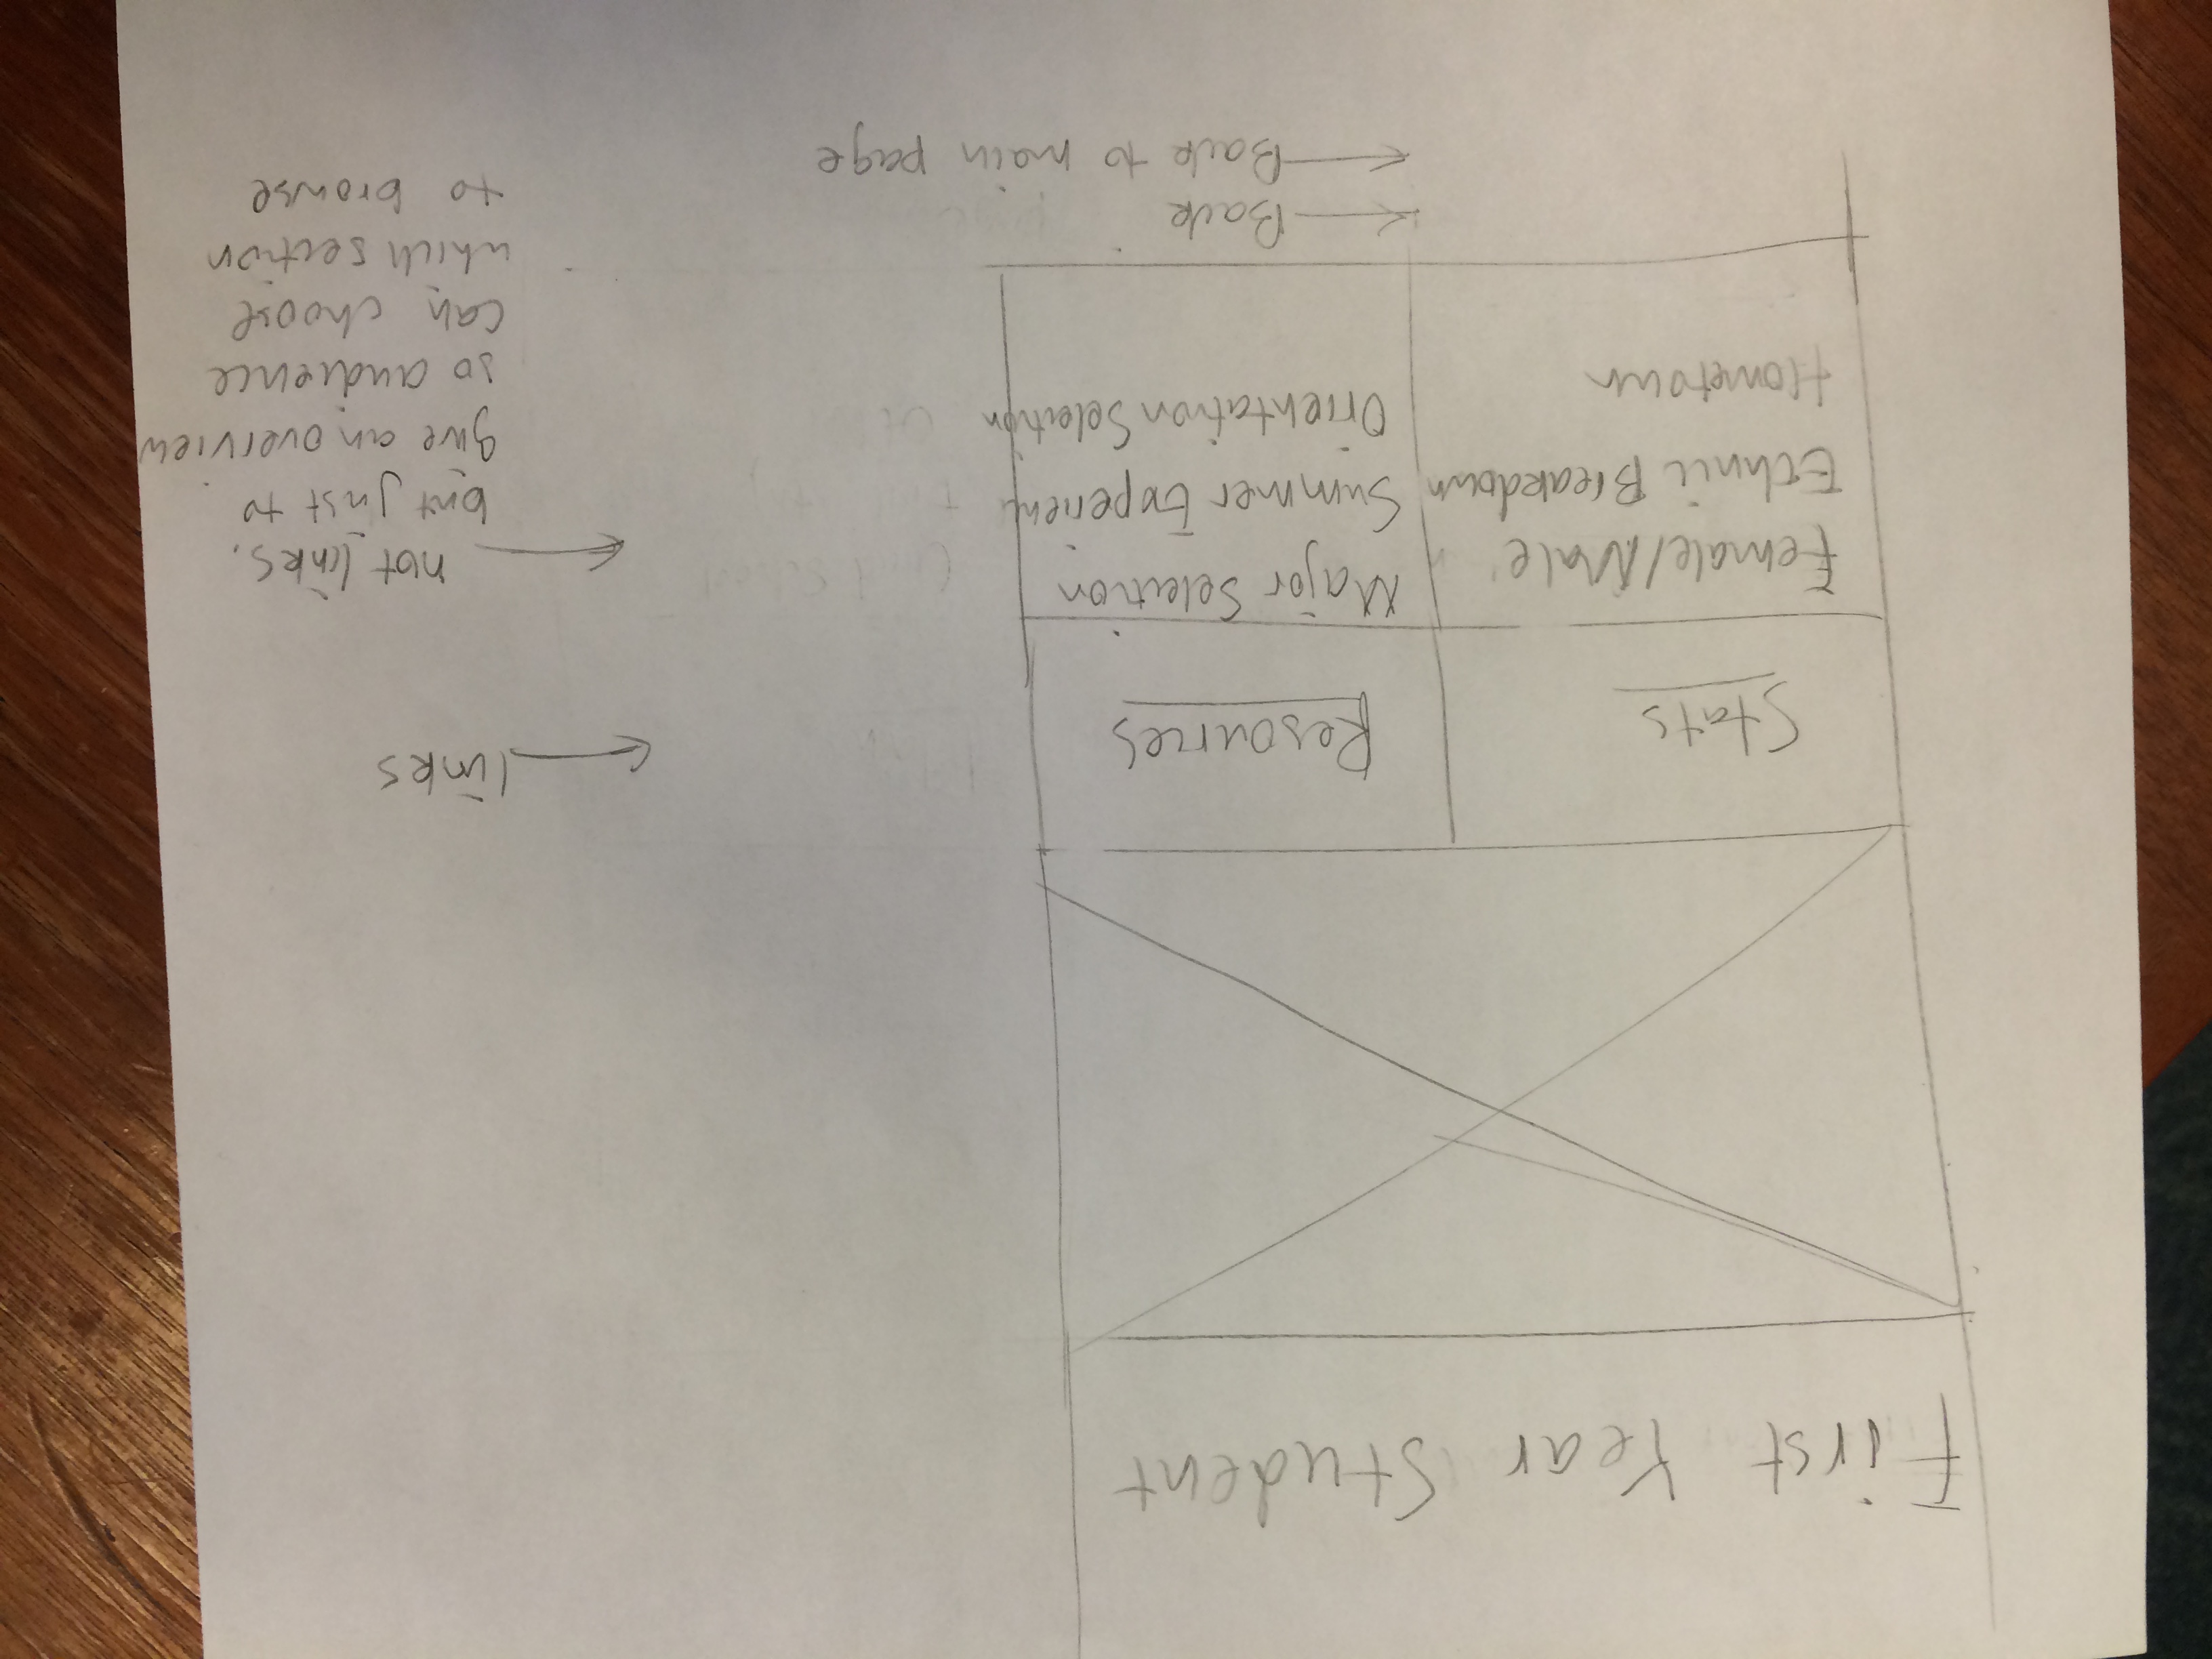 First Year Student
Stats
Resources
links
Female/Male
Ethnic Breakdown
Hometown
Major Selection
Summer Experienc
Orientation Selection
not links,
but just to
give an overview
so audience
can choose
which section
to browse
Back
Back to main page